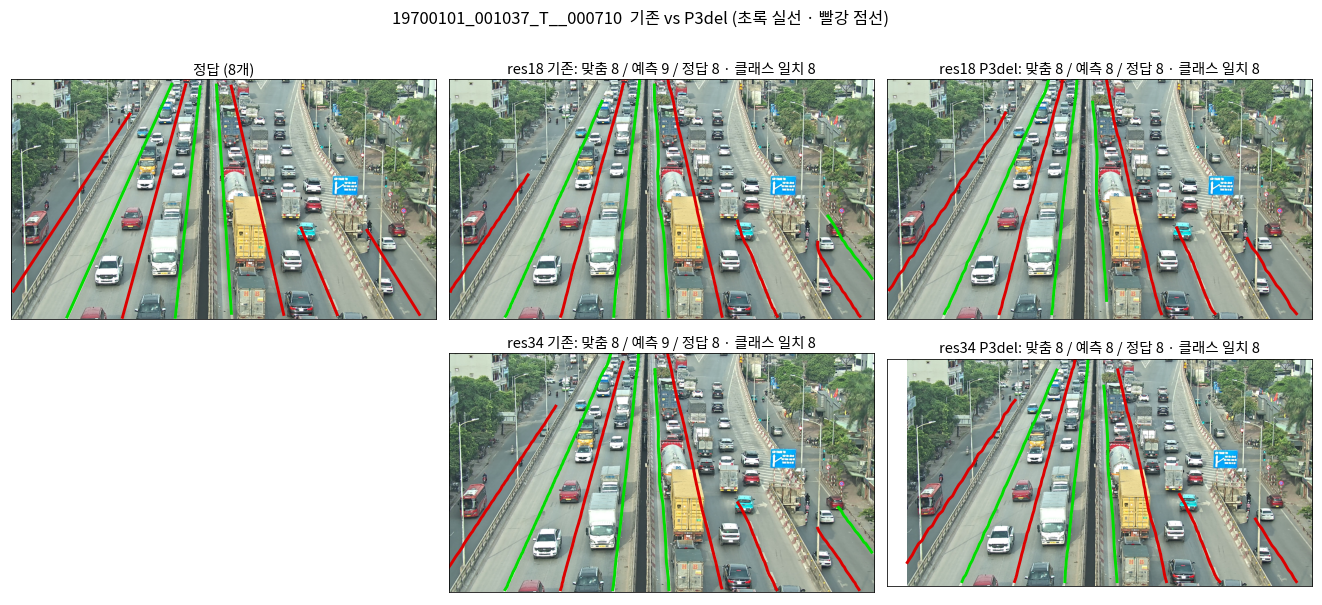 19700101_001037_T__000710 기존 vs P3del (초록 실선 · 빨강 점선)
정답 (8개)
res18 기존: 맞춤 8 / 예측 9 / 정답 8 · 클래스 일치 8
res18 P3del: 맞춤 8 / 예측 8 / 정답 8 · 클래스 일치 8
res34 기존: 맞춤 8 / 예측 9 / 정답 8 · 클래스 일치 8
res34 P3del: 맞춤 8 / 예측 8 / 정답 8 · 클래스 일치 8